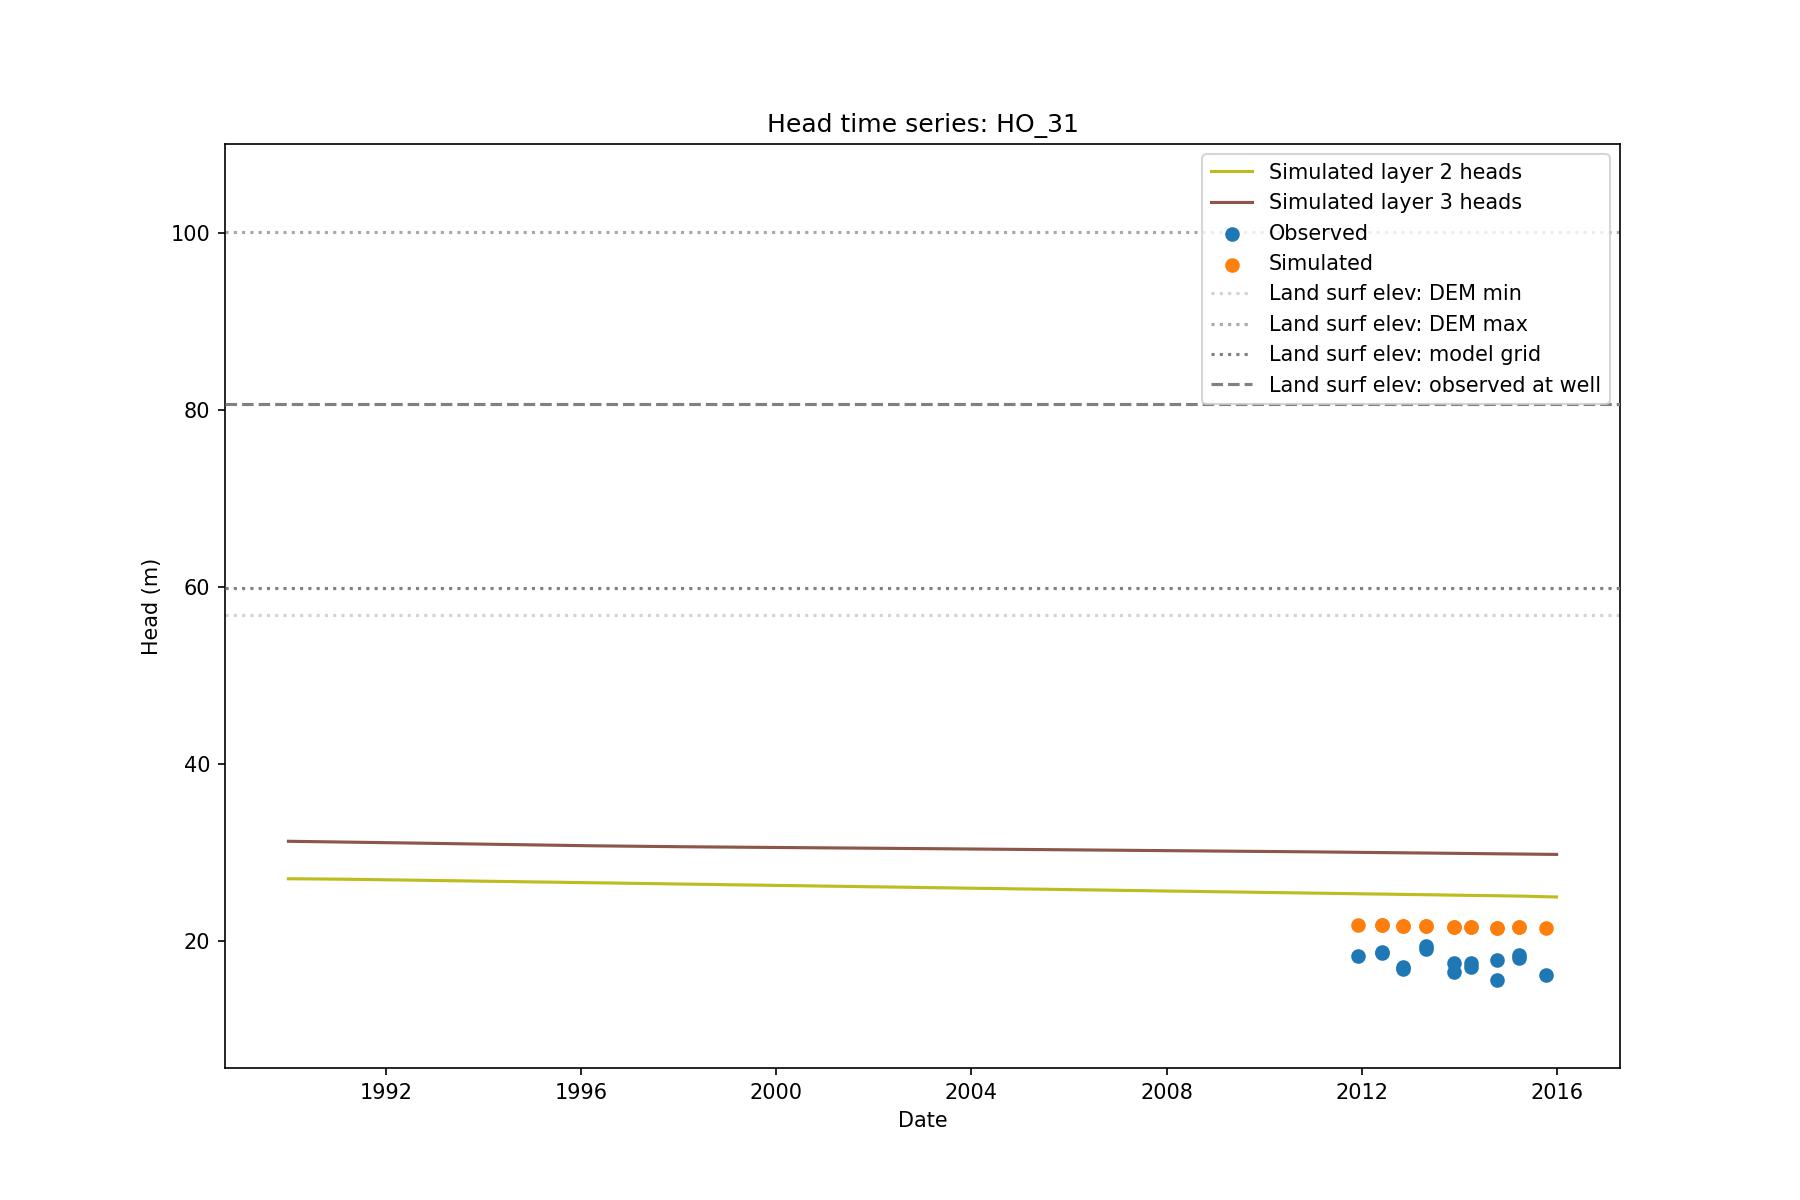 Head time series: HO_31
Simulated layer 2 heads
Simulated layer 3 heads
Observed
Simulated
Land surf elev: DEM min
Land surf elev: DEM max
Land surf elev: model grid
Land surf elev: observed at well
100
80
60
40
20
Head (m)
1992 1996 2000 2004 2008 2012 2016
Date